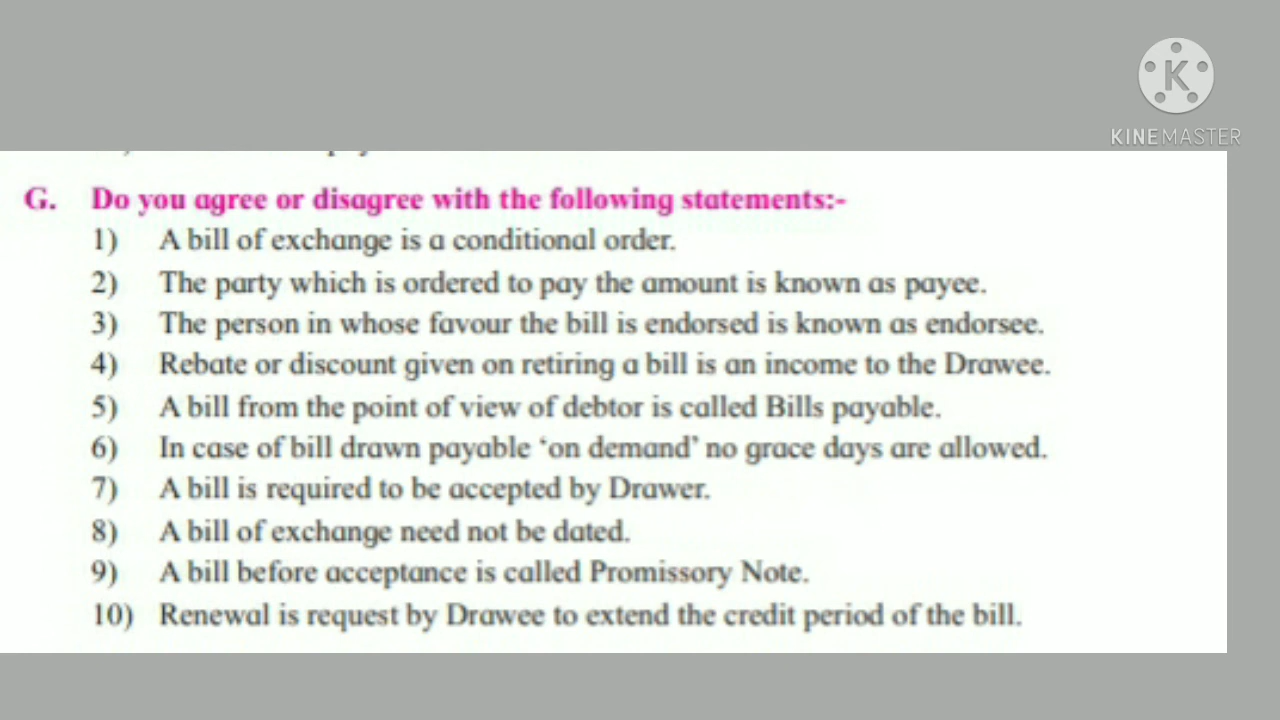 KINEMASTER
G. Do you agree or disagree with the following statements:-
1) A bill of exchange is a conditional order.
2) The party which is ordered to pay the amount is known as payee.
3) The person in whose favour the bill is endorsed is known as endorsee.
4) Rebate or discount given on retiring a bill is an income to the Drawee.
5) A bill from the point of view of debtor is called Bills payable.
6) In case of bill drawn payable ‘on demand’ no grace days are allowed.
7) A bill is required to be accepted by Drawer.
8) A bill of exchange need not be dated.
9) A bill before acceptance is called Promissory Note.
10) Renewal is request by Drawee to extend the credit period of the bill.